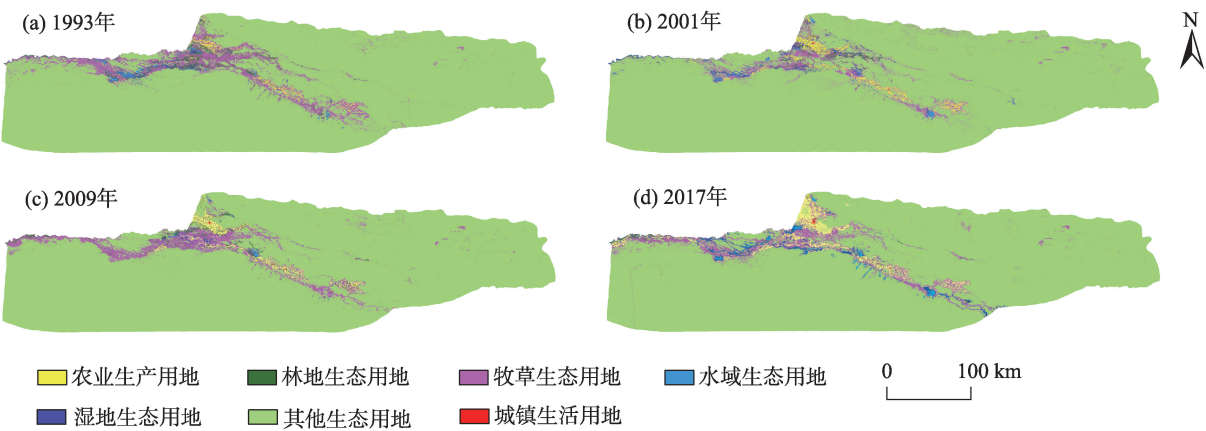 (a) 1993年
(b) 2001年
N
(c) 2009年
(d) 2017年
农业生产用地
林地生态用地
牧草生态用地
水域生态用地
0 100 km
湿地生态用地
其他生态用地
城镇生活用地